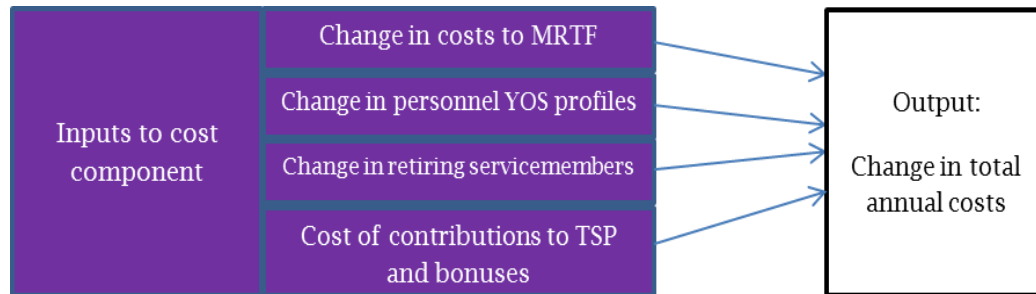 Change in costs to MRTF
Change in personnel YOS profiles
Inputs to cost
component
Change in retiring servicemembers
Cost of contributions to TSP
and bonuses
Output:
Change in total
annual costs